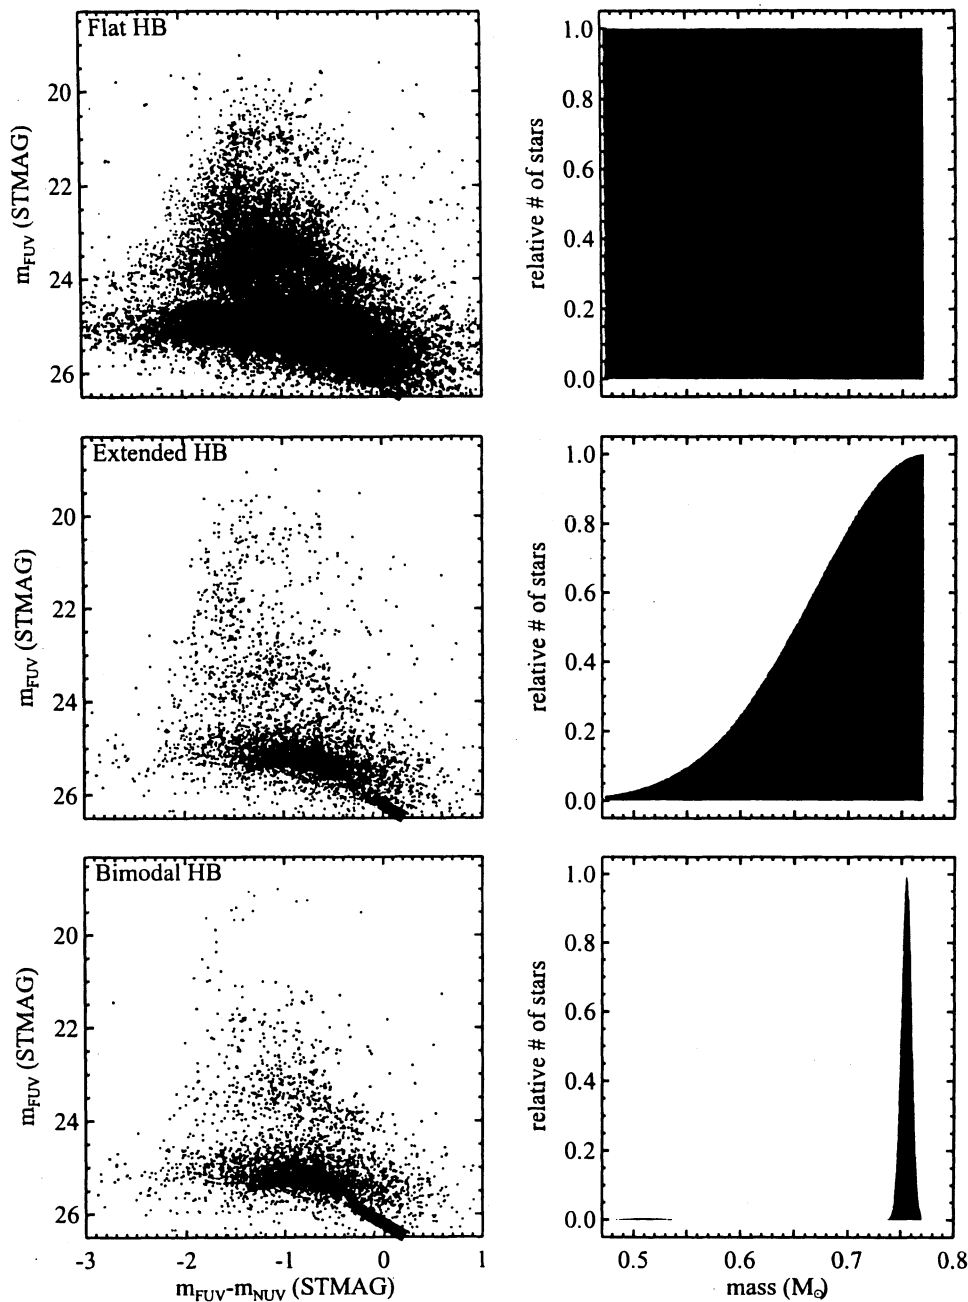 Flat HB
20
22
24
26
m_FUV (STMAG)
1.0
0.8
0.6
0.4
0.2
0.0
relative # of stars
Extended HB
20
22
24
26
m_FUV (STMAG)
1.0
0.8
0.6
0.4
0.2
0.0
relative # of stars
Bimodal HB
20
22
24
26
m_FUV (STMAG)
-3 -2 -1 0 1
m_FUV-m_NUV (STMAG)
1.0
0.8
0.6
0.4
0.2
0.0
relative # of stars
0.5 0.6 0.7 0.8
mass (M_☉)